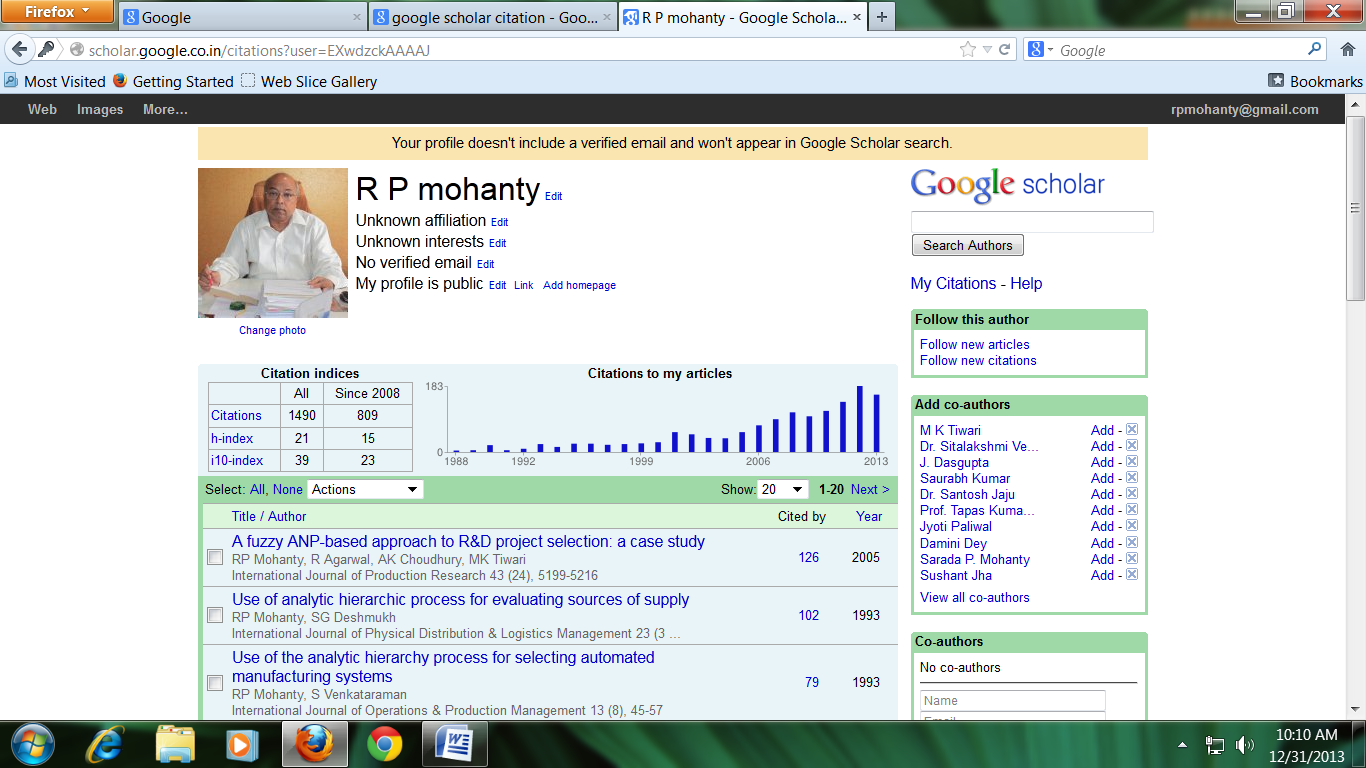 Firefox
Google
google scholar citation - Goo...
R P mohanty - Google Schola...
scholar.google.co.in/citations?user=EXwdzckAAAAJ
Google
Most Visited Getting Started Web Slice Gallery Bookmarks
Web Images More... rpmohanty@gmail.com
Your profile doesn't include a verified email and won't appear in Google Scholar search.
R P mohanty Edit
Unknown affiliation Edit
Unknown interests Edit
No verified email Edit
My profile is public Edit Link Add homepage
Change photo
Google scholar
Search Authors
My Citations - Help
Follow this author
Follow new articles
Follow new citations
Citation indices
All Since 2008
Citations 1490 809
h-index 21 15
i10-index 39 23
Citations to my articles
183
0
1988 1992 1999 2006 2013
Add co-authors
M K Tiwari Add -
Dr. Sitalakshmi Ve... Add -
J. Dasgupta Add -
Saurabh Kumar Add -
Dr. Santosh Jaju Add -
Prof. Tapas Kuma... Add -
Jyoti Paliwal Add -
Damini Dey Add -
Sarada P. Mohanty Add -
Sushant Jha Add -
View all co-authors
Select: All, None Actions Show: 20 1-20 Next >
Title / Author Cited by Year
A fuzzy ANP-based approach to R&D project selection: a case study 126 2005
RP Mohanty, R Agarwal, AK Choudhury, MK Tiwari
International Journal of Production Research 43 (24), 5199-5216
Use of analytic hierarchic process for evaluating sources of supply 102 1993
RP Mohanty, SG Deshmukh
International Journal of Physical Distribution & Logistics Management 23 (3 ...
Use of the analytic hierarchy process for selecting automated
manufacturing systems 79 1993
RP Mohanty, S Venkataraman
International Journal of Operations & Production Management 13 (8), 45-57
Co-authors
No co-authors
Name
Email
10:10 AM
12/31/2013